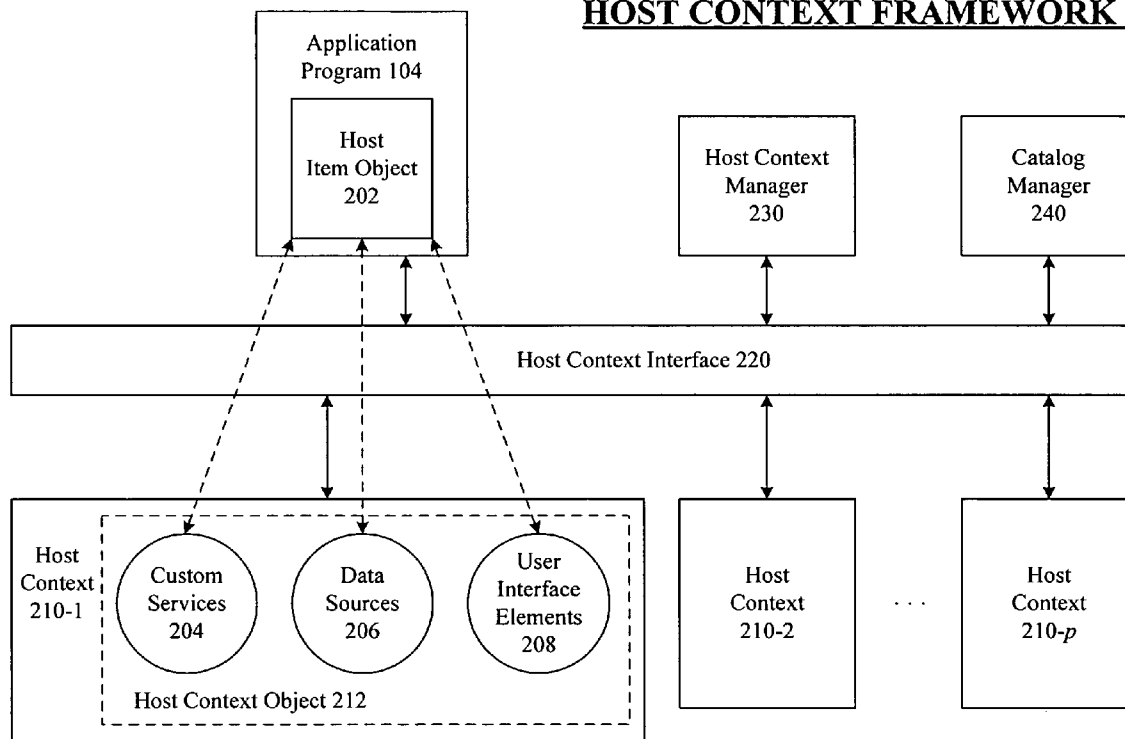 HOST CONTEXT FRAMEWORK
Application
Program 104
Host
Item Object
202
Host Context
Manager
230
Catalog
Manager
240
Host Context Interface 220
Host
Context
210-1
Custom
Services
204
Data
Sources
206
User
Interface
Elements
208
Host Context Object 212
Host
Context
210-2
. . .
Host
Context
210-p